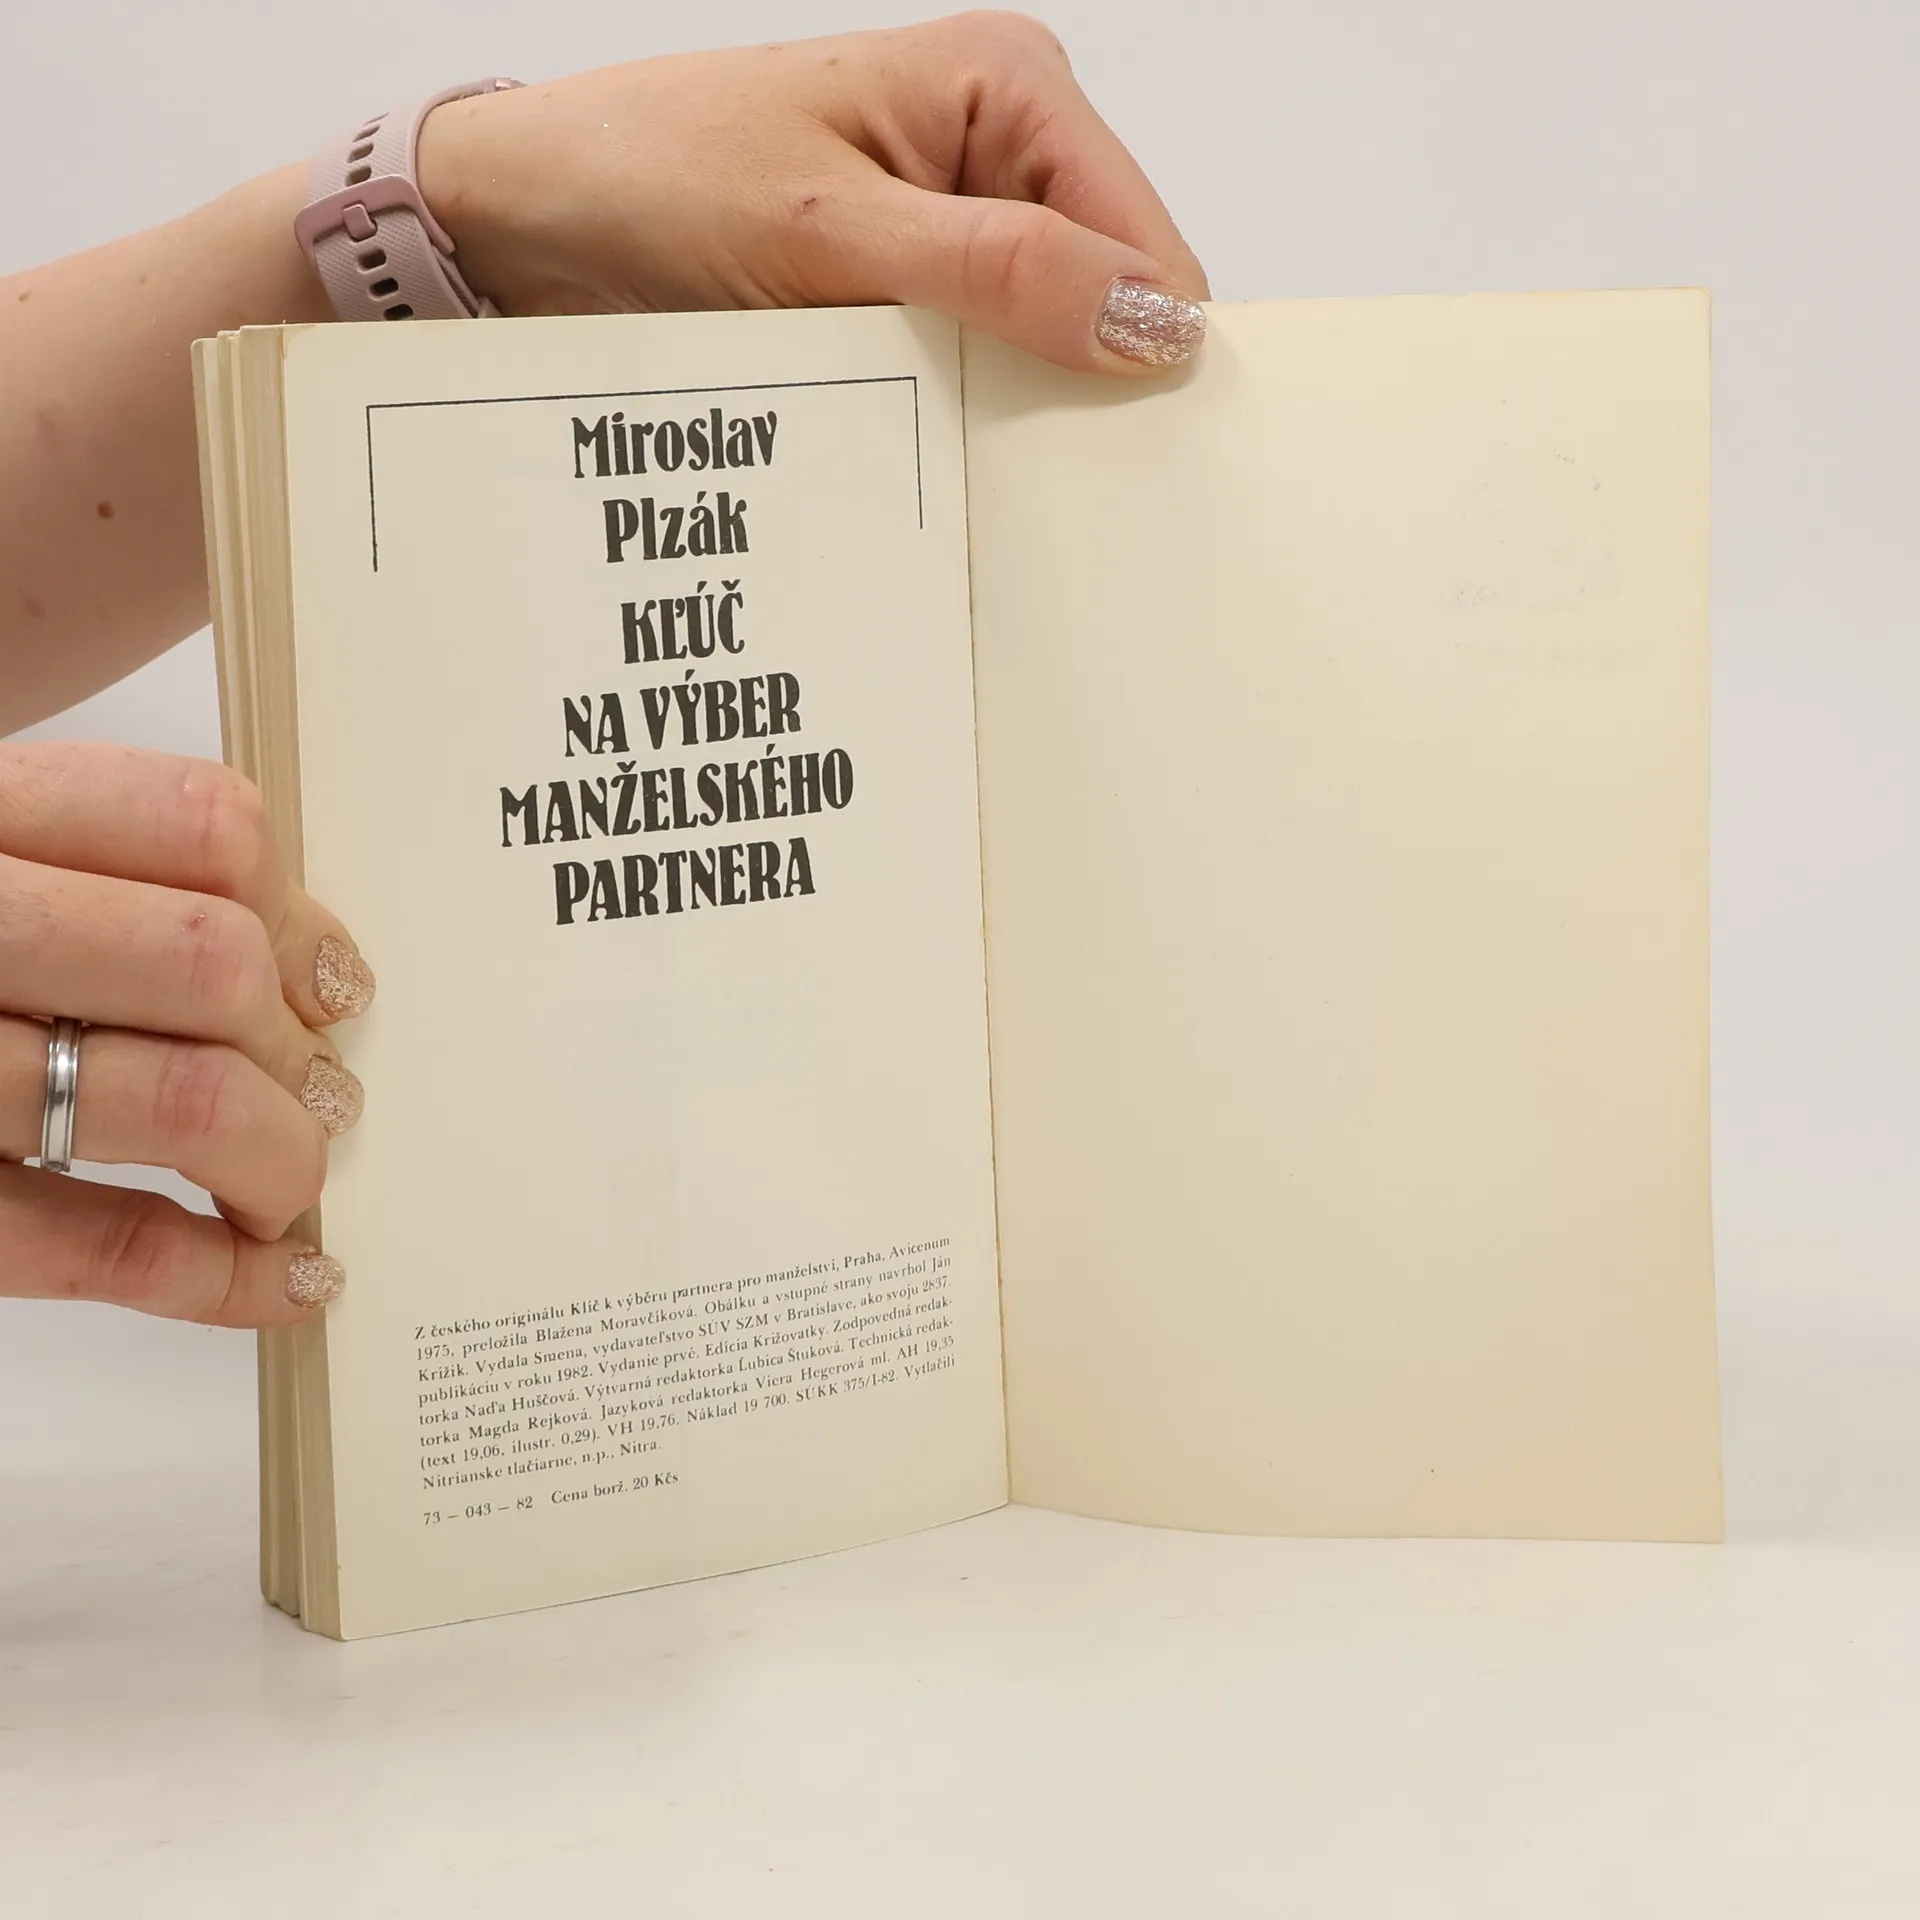 Miroslav
Plzák
KĽÚČ
NA VÝBER
MANŽELSKÉHO
PARTNERA
Z českého originálu Klíč k výběru partnera pro manželství, Praha, Avicenum
1975, preložila Blažena Moravčíková. Obálku a vstupné strany navrhol Ján
Krížik. Vydala Smena, vydavateľstvo SÚV SZM v Bratislave, ako svoju 2837.
publikáciu v roku 1982. Vydanie prvé. Edícia Križovatky. Zodpovedná redak-
torka Naďa Huščová. Výtvarná redaktorka Ľubica Štuková. Technická redak-
torka Magda Rejková. Jazyková redaktorka Viera Hegerová ml. AH 19,35
(text 19,06, ilustr. 0,29). VH 19,76. Náklad 19 700. SÚKK 375/I-82. Vytlačili
Nitrianske tlačiarne, n.p., Nitra.
73 — 043 — 82 Cena borž. 20 Kčs